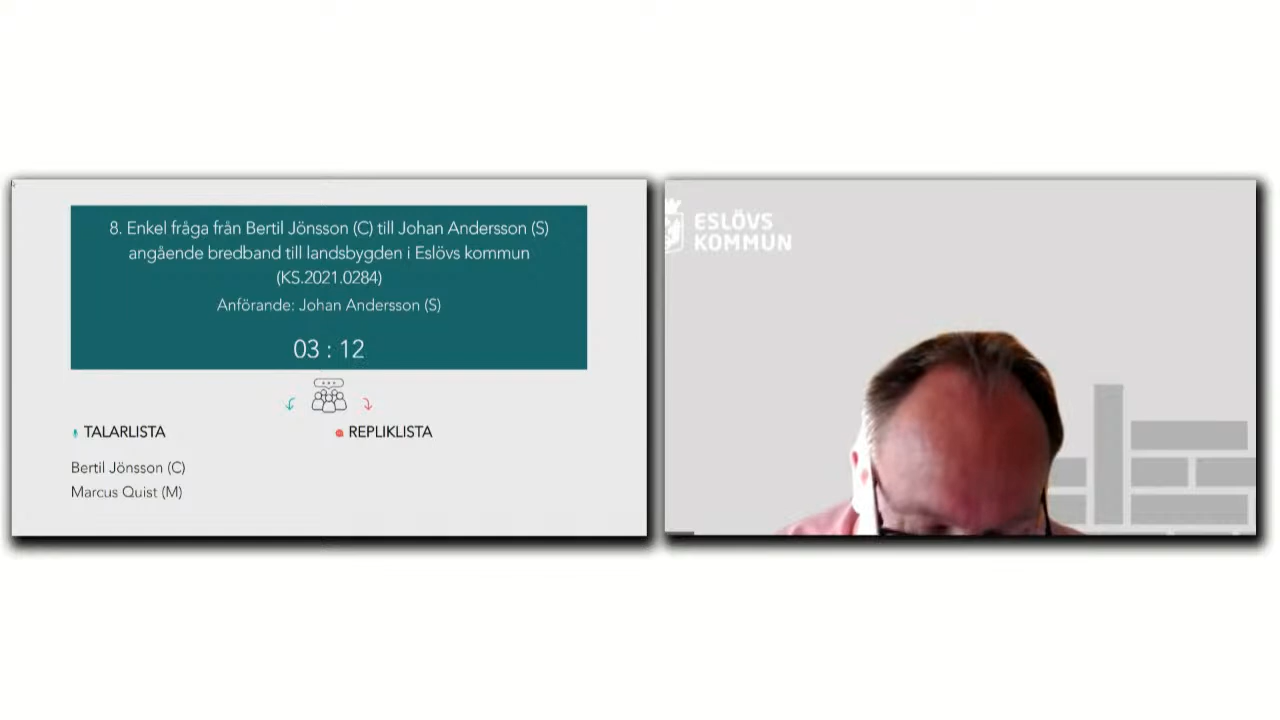 8. Enkel fråga från Bertil Jönsson (C) till Johan Andersson (S)
angående bredband till landsbygden i Eslövs kommun
(KS.2021.0284)
Anförande: Johan Andersson (S)
03 : 12
TALARLISTA
REPLIKLISTA
Bertil Jönsson (C)
Marcus Quist (M)
ESLÖVS
KOMMUN